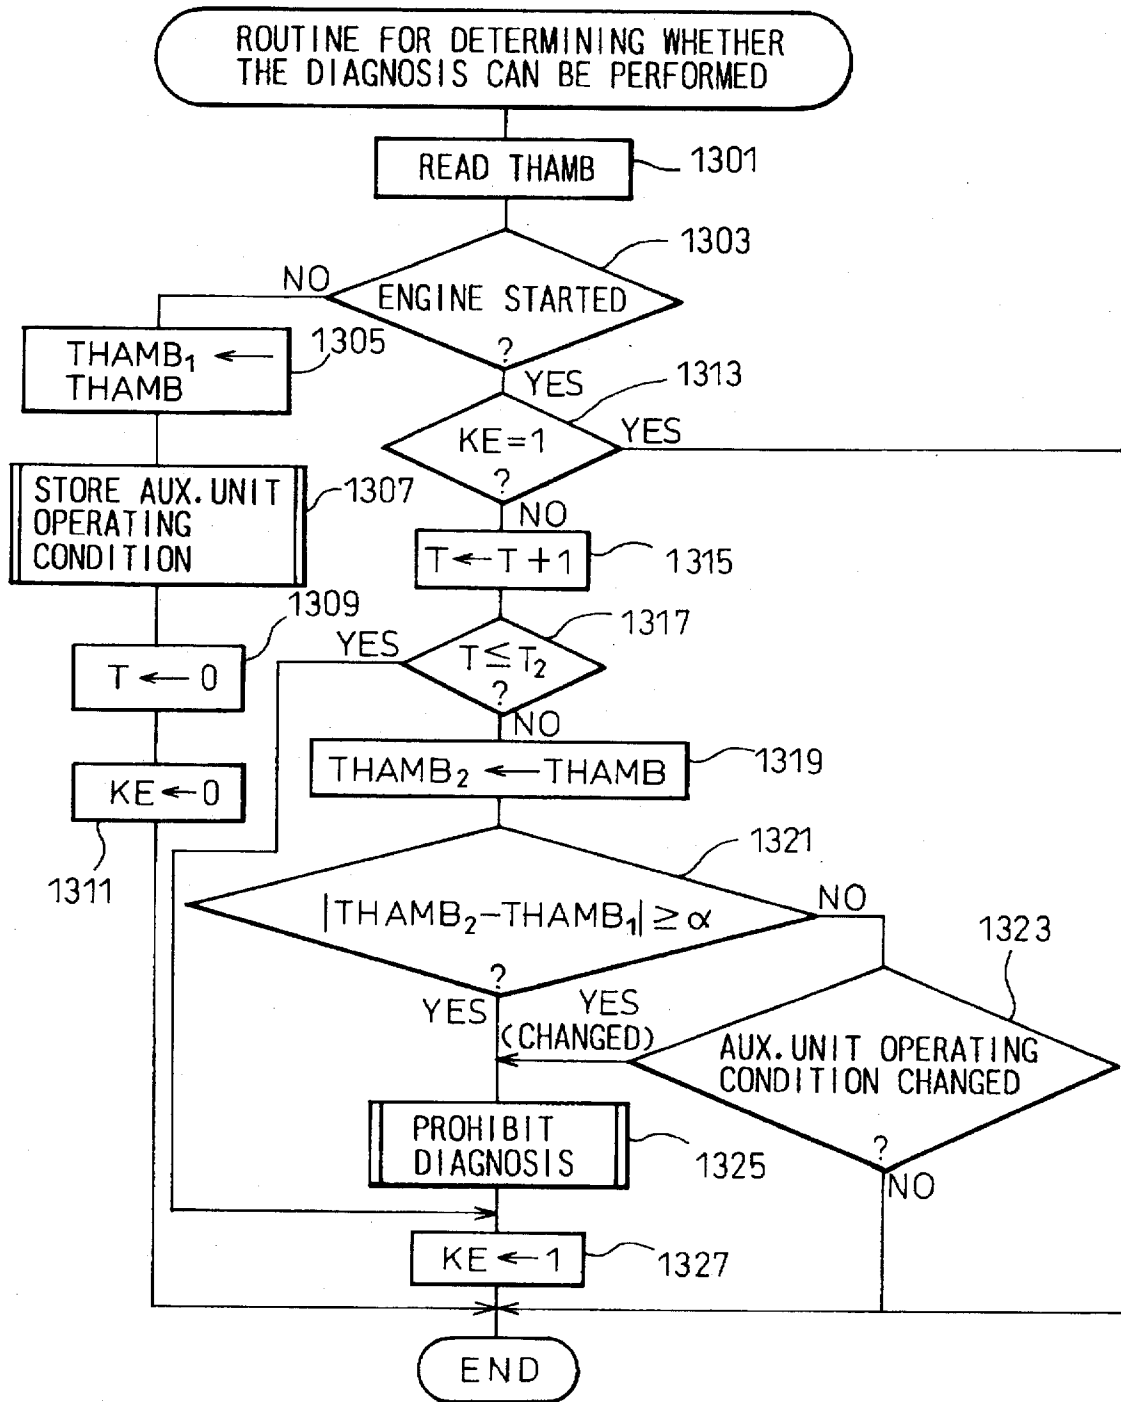 ROUTINE FOR DETERMINING WHETHER
THE DIAGNOSIS CAN BE PERFORMED
READ THAMB
1301
1303
NO
ENGINE STARTED
?
YES
THAMB₁ ←
THAMB
1305
1313
KE=1
?
YES
NO
STORE AUX. UNIT
OPERATING
CONDITION
1307
T ← T + 1
1315
1309
T ← 0
1317
YES
T ≤ T₂
?
NO
THAMB₂ ← THAMB
1319
KE ← 0
1311
1321
|THAMB₂−THAMB₁| ≥ α
?
NO
YES
1323
YES
(CHANGED)
AUX. UNIT OPERATING
CONDITION CHANGED
?
NO
PROHIBIT
DIAGNOSIS
1325
KE ← 1
1327
END